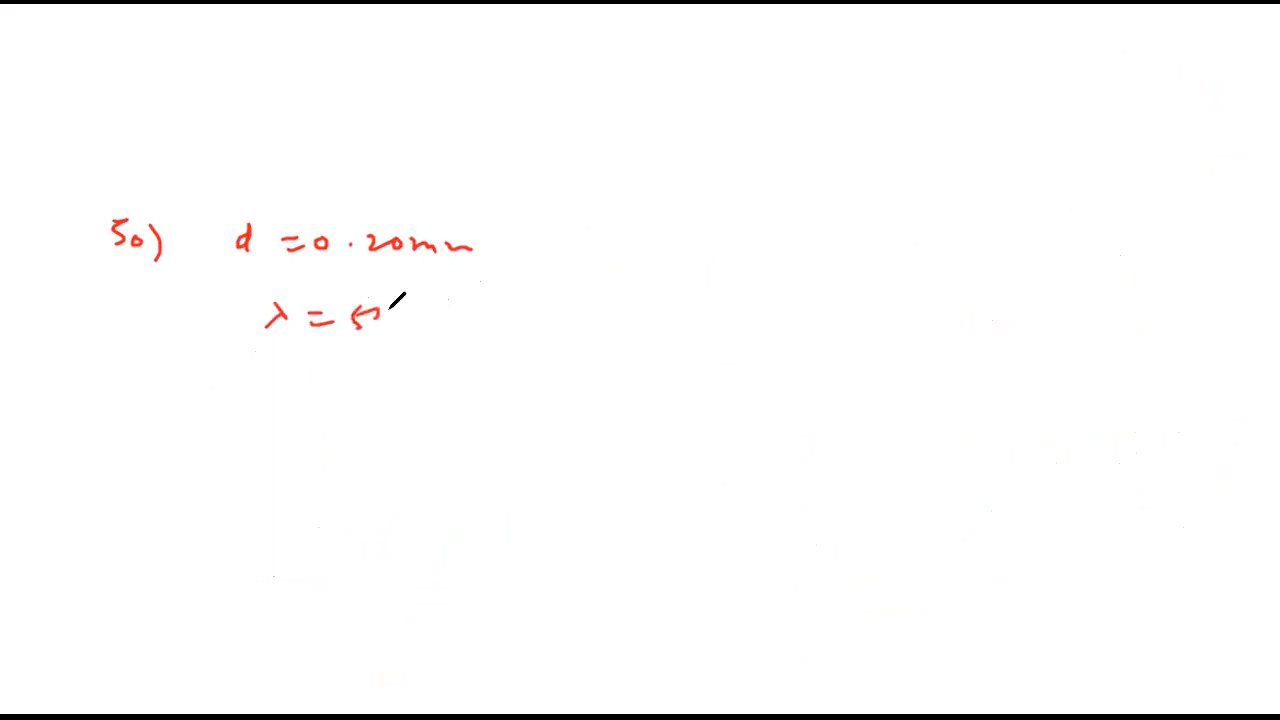 50) d = 0.20mm
λ = 5